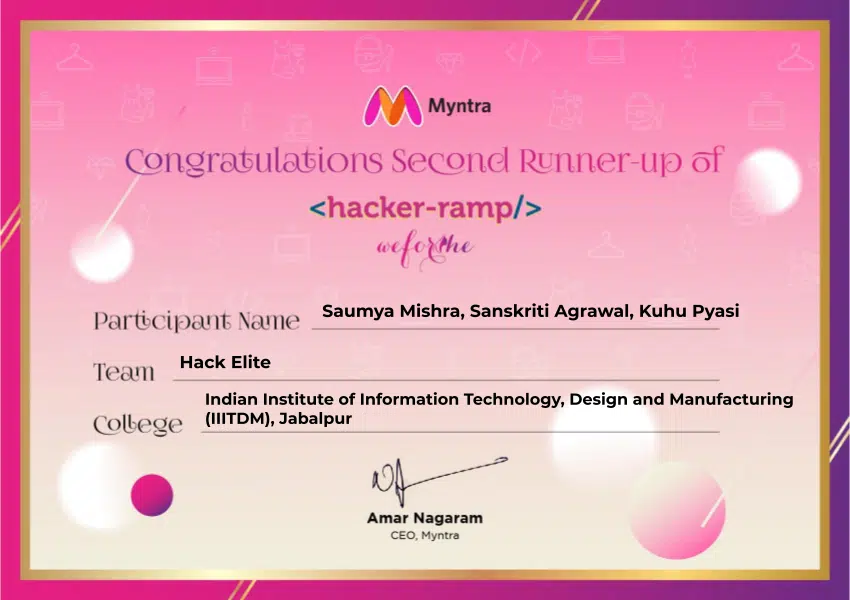 Myntra
Congratulations Second Runner-up of
<hacker-ramp/>
weforshe
Participant Name Saumya Mishra, Sanskriti Agrawal, Kuhu Pyasi
Team Hack Elite
College Indian Institute of Information Technology, Design and Manufacturing
(IIITDM), Jabalpur
Amar Nagaram
CEO, Myntra